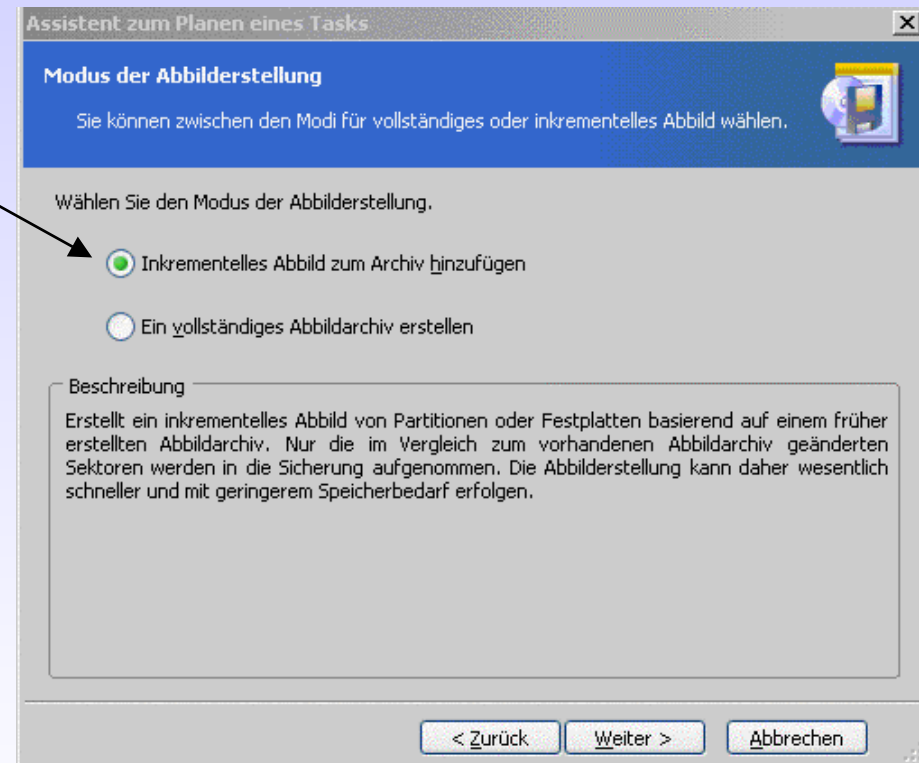 Assistent zum Planen eines Tasks
Modus der Abbilderstellung
Sie können zwischen den Modi für vollständiges oder inkrementelles Abbild wählen.
Wählen Sie den Modus der Abbilderstellung.
Inkrementelles Abbild zum Archiv hinzufügen
Ein vollständiges Abbildarchiv erstellen
Beschreibung
Erstellt ein inkrementelles Abbild von Partitionen oder Festplatten basierend auf einem früher
erstellten Abbildarchiv. Nur die im Vergleich zum vorhandenen Abbildarchiv geänderten
Sektoren werden in die Sicherung aufgenommen. Die Abbilderstellung kann daher wesentlich
schneller und mit geringerem Speicherbedarf erfolgen.
< Zurück Weiter > Abbrechen